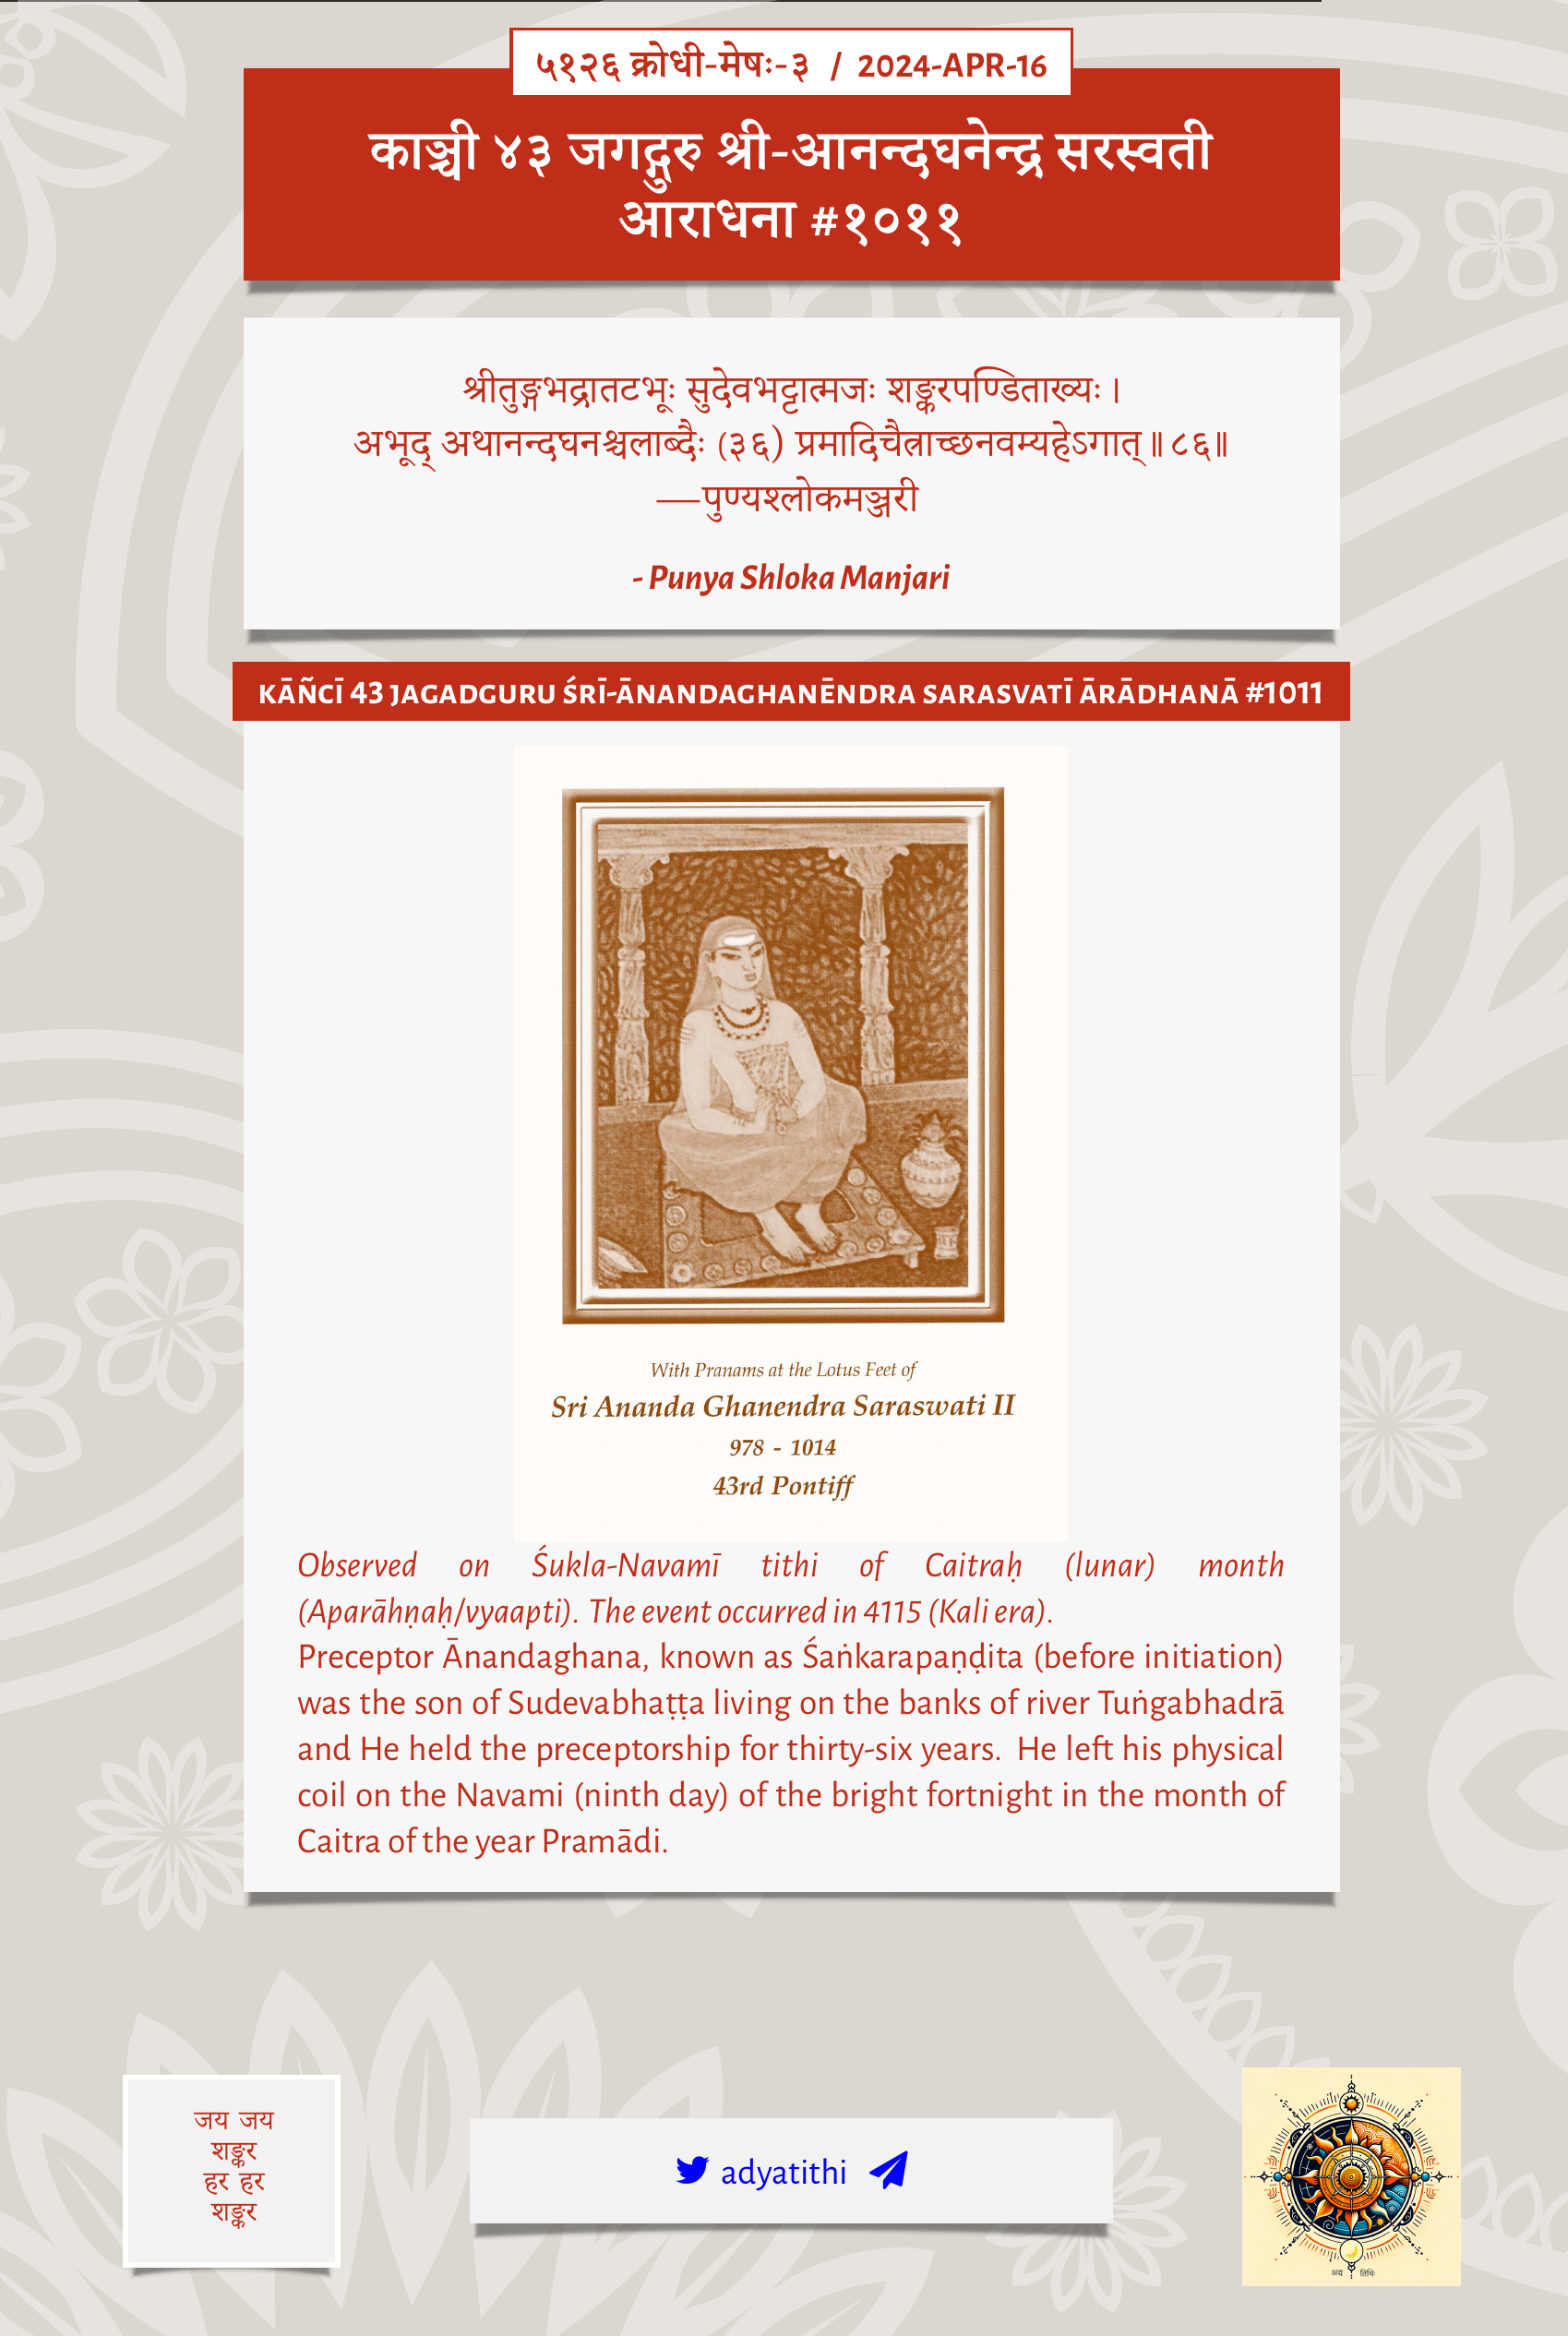 ५१२६ क्रोधी-मेषः-३ / 2024-APR-16
काञ्ची ४३ जगद्गुरु श्री-आनन्दघनेन्द्र सरस्वती
आराधना #१०११
श्रीतुङ्गभद्रातटभूः सुदेवभट्टात्मजः शङ्करपण्डिताख्यः।
अभूद् अथानन्दघनश्चलाब्दैः (३६) प्रमादिचैत्राच्छनवम्यहेऽगात्॥८६॥
—पुण्यश्लोकमञ्जरी
- Punya Shloka Manjari
KĀÑCĪ 43 JAGADGURU ŚRĪ-ĀNANDAGHANĒNDRA SARASVATĪ ĀRĀDHANĀ #1011
With Pranams at the Lotus Feet of
Sri Ananda Ghanendra Saraswati II
978 - 1014
43rd Pontiff
Observed on Śukla-Navamī tithi of Caitraḥ (lunar) month
(Aparāhṇaḥ/vyaapti). The event occurred in 4115 (Kali era).
Preceptor Ānandaghana, known as Śaṅkarapaṇḍita (before initiation)
was the son of Sudevabhaṭṭa living on the banks of river Tuṅgabhadrā
and He held the preceptorship for thirty-six years. He left his physical
coil on the Navami (ninth day) of the bright fortnight in the month of
Caitra of the year Pramādi.
जय जय
शङ्कर
हर हर
शङ्कर
adyatithi
अद्य तिथिः